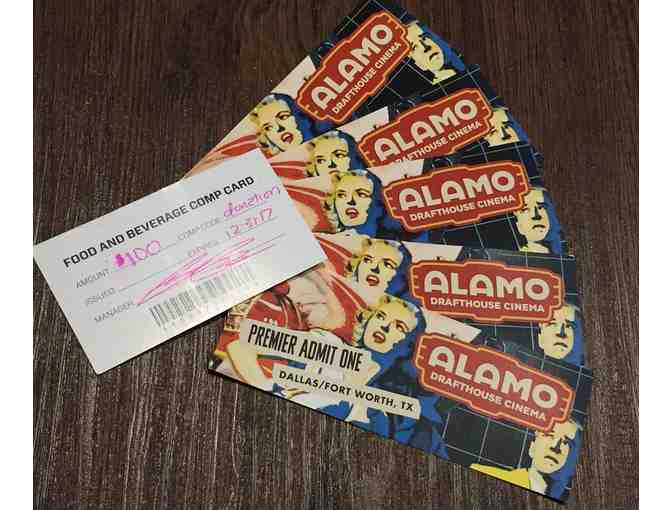 ALAMO
DRAFTHOUSE CINEMA
ALAMO
DRAFTHOUSE CINEMA
ALAMO
DRAFTHOUSE CINEMA
ALAMO
DRAFTHOUSE CINEMA
ALAMO
DRAFTHOUSE CINEMA
PREMIER ADMIT ONE
DALLAS/FORT WORTH, TX
FOOD AND BEVERAGE COMP CARD
AMOUNT $100 COMP CODE donation
ISSUED EXPIRES 12-31-17
MANAGER